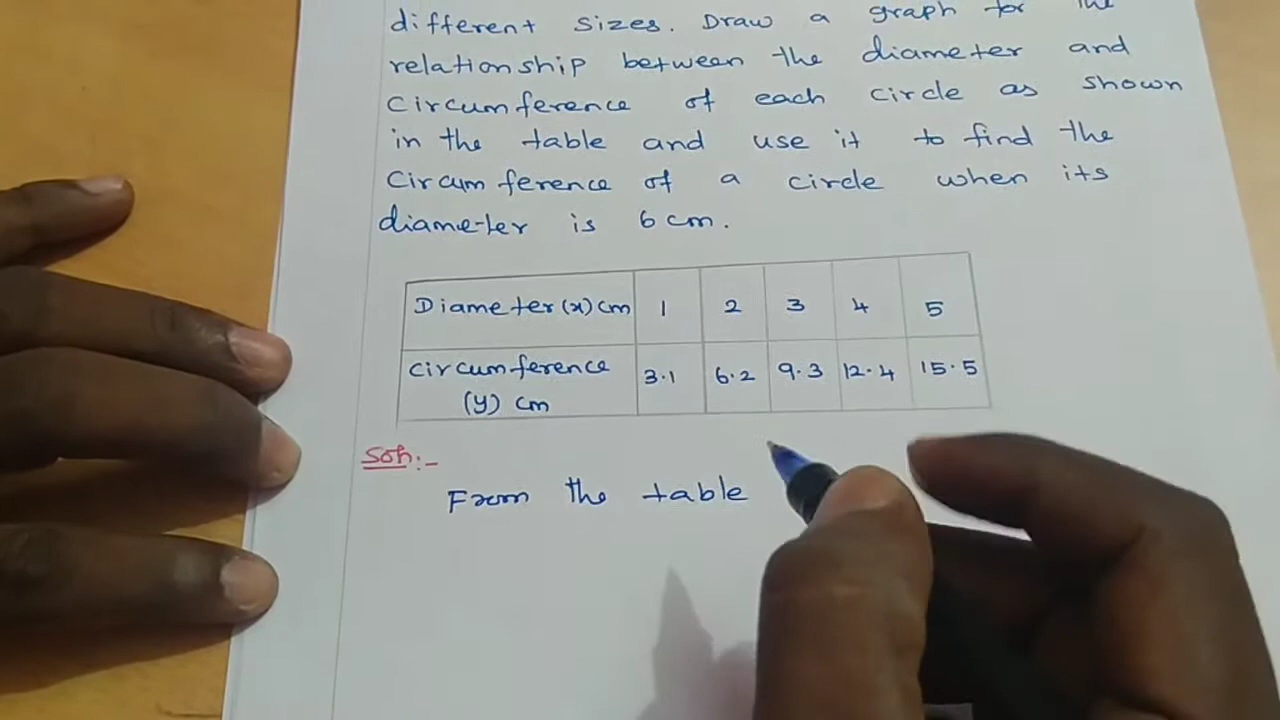 different sizes. Draw a graph for the
relationship between the diameter and
circumference of each circle as shown
in the table and use it to find the
circumference of a circle when its
diameter is 6 cm.
Diameter (x) cm 1 2 3 4 5
circumference (y) cm 3.1 6.2 9.3 12.4 15.5
Soln:-
From the table